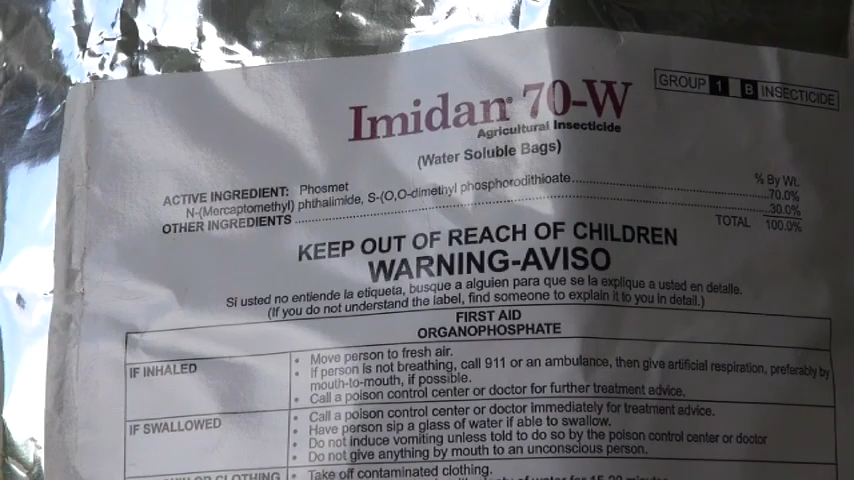 Imidan® 70-W
GROUP 1 B INSECTICIDE
Agricultural Insecticide
(Water Soluble Bags)
% By Wt.
ACTIVE INGREDIENT: Phosmet
N-(Mercaptomethyl) phthalimide, S-(O,O-dimethyl phosphorodithioate 70.0%
OTHER INGREDIENTS 30.0%
TOTAL 100.0%
KEEP OUT OF REACH OF CHILDREN
WARNING-AVISO
Si usted no entiende la etiqueta, busque a alguien para que se la explique a usted en detalle.
(If you do not understand the label, find someone to explain it to you in detail.)
FIRST AID
ORGANOPHOSPHATE
IF INHALED
• Move person to fresh air.
• If person is not breathing, call 911 or an ambulance, then give artificial respiration, preferably by
mouth-to-mouth, if possible.
• Call a poison control center or doctor for further treatment advice.
IF SWALLOWED
• Call a poison control center or doctor immediately for treatment advice.
• Have person sip a glass of water if able to swallow.
• Do not induce vomiting unless told to do so by the poison control center or doctor
• Do not give anything by mouth to an unconscious person.
OR CLOTHING
• Take off contaminated clothing.